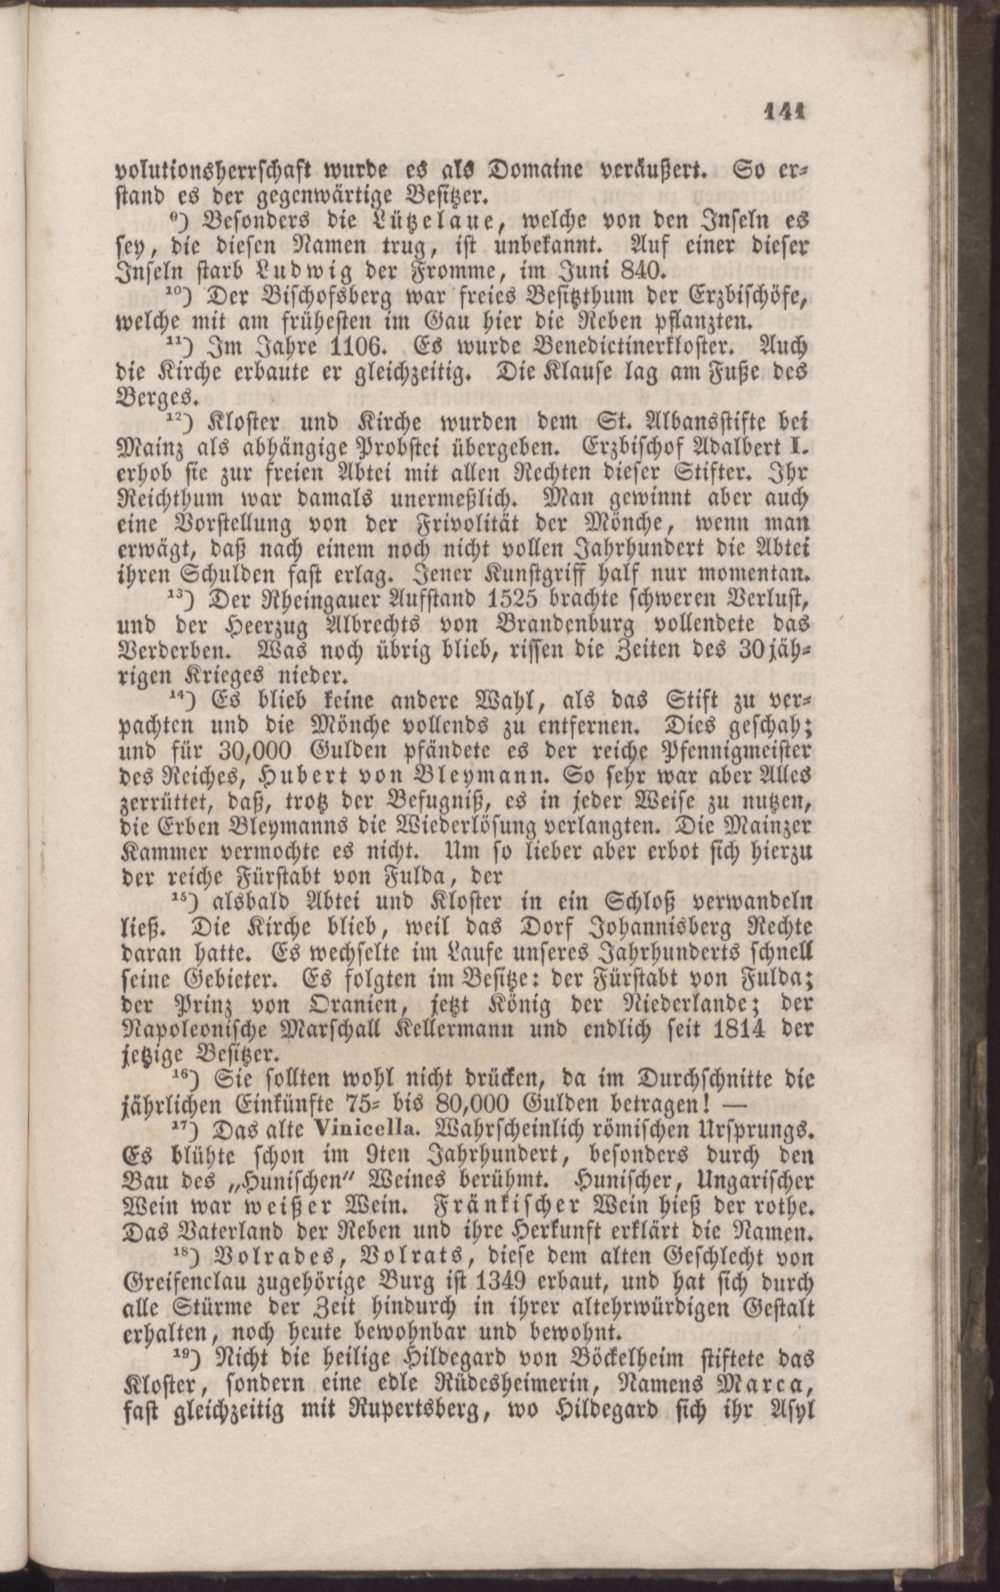 141
volutionsherrschaft wurde es als Domaine veräußert. So er-
stand es der gegenwärtige Besitzer.
⁹) Besonders die Lützelaue, welche von den Inseln es
sey, die diesen Namen trug, ist unbekannt. Auf einer dieser
Inseln starb Ludwig der Fromme, im Juni 840.
¹⁰) Der Bischofsberg war freies Besitzthum der Erzbischöfe,
welche mit am frühesten im Gau hier die Reben pflanzten.
¹¹) Im Jahre 1106. Es wurde Benedictinerkloster. Auch
die Kirche erbaute er gleichzeitig. Die Klause lag am Fuße des
Berges.
¹²) Kloster und Kirche wurden dem St. Albansstifte bei
Mainz als abhängige Probstei übergeben. Erzbischof Adalbert I.
erhob sie zur freien Abtei mit allen Rechten dieser Stifter. Ihr
Reichthum war damals unermeßlich. Man gewinnt aber auch
eine Vorstellung von der Frivolität der Mönche, wenn man
erwägt, daß nach einem noch nicht vollen Jahrhundert die Abtei
ihren Schulden fast erlag. Jener Kunstgriff half nur momentan.
¹³) Der Rheingauer Aufstand 1525 brachte schweren Verlust,
und der Heerzug Albrechts von Brandenburg vollendete das
Verderben. Was noch übrig blieb, rissen die Zeiten des 30jäh-
rigen Krieges nieder.
¹⁴) Es blieb keine andere Wahl, als das Stift zu ver-
pachten und die Mönche vollends zu entfernen. Dies geschah;
und für 30,000 Gulden pfändete es der reiche Pfennigmeister
des Reiches, Hubert von Bleymann. So sehr war aber Alles
zerrüttet, daß, trotz der Befugniß, es in jeder Weise zu nutzen,
die Erben Bleymanns die Wiederlösung verlangten. Die Mainzer
Kammer vermochte es nicht. Um so lieber aber erbot sich hierzu
der reiche Fürstabt von Fulda, der
¹⁵) alsbald Abtei und Kloster in ein Schloß verwandeln
ließ. Die Kirche blieb, weil das Dorf Johannisberg Rechte
daran hatte. Es wechselte im Laufe unseres Jahrhunderts schnell
seine Gebieter. Es folgten im Besitze: der Fürstabt von Fulda;
der Prinz von Oranien, jetzt König der Niederlande; der
Napoleonische Marschall Kellermann und endlich seit 1814 der
jetzige Besitzer.
¹⁶) Sie sollten wohl nicht drücken, da im Durchschnitte die
jährlichen Einkünfte 75- bis 80,000 Gulden betragen! —
¹⁷) Das alte Vinicella. Wahrscheinlich römischen Ursprungs.
Es blühte schon im 9ten Jahrhundert, besonders durch den
Bau des „Hunischen" Weines berühmt. Hunischer, Ungarischer
Wein war weißer Wein. Fränkischer Wein hieß der rothe.
Das Vaterland der Reben und ihre Herkunft erklärt die Namen.
¹⁸) Volrades, Volrats, diese dem alten Geschlecht von
Greifenclau zugehörige Burg ist 1349 erbaut, und hat sich durch
alle Stürme der Zeit hindurch in ihrer altehrwürdigen Gestalt
erhalten, noch heute bewohnbar und bewohnt.
¹⁹) Nicht die heilige Hildegard von Böckelheim stiftete das
Kloster, sondern eine edle Rüdesheimerin, Namens Marca,
fast gleichzeitig mit Rupertsberg, wo Hildegard sich ihr Asyl